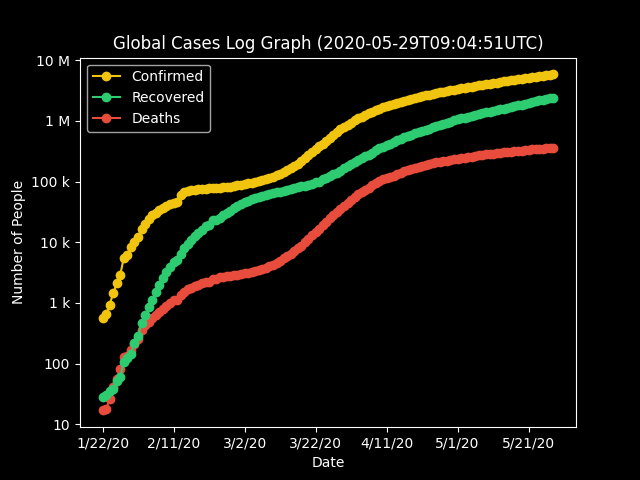 Global Cases Log Graph (2020-05-29T09:04:51UTC)
Confirmed
Recovered
Deaths
Number of People
10 M
1 M
100 k
10 k
1 k
100
10
1/22/20 2/11/20 3/2/20 3/22/20 4/11/20 5/1/20 5/21/20
Date